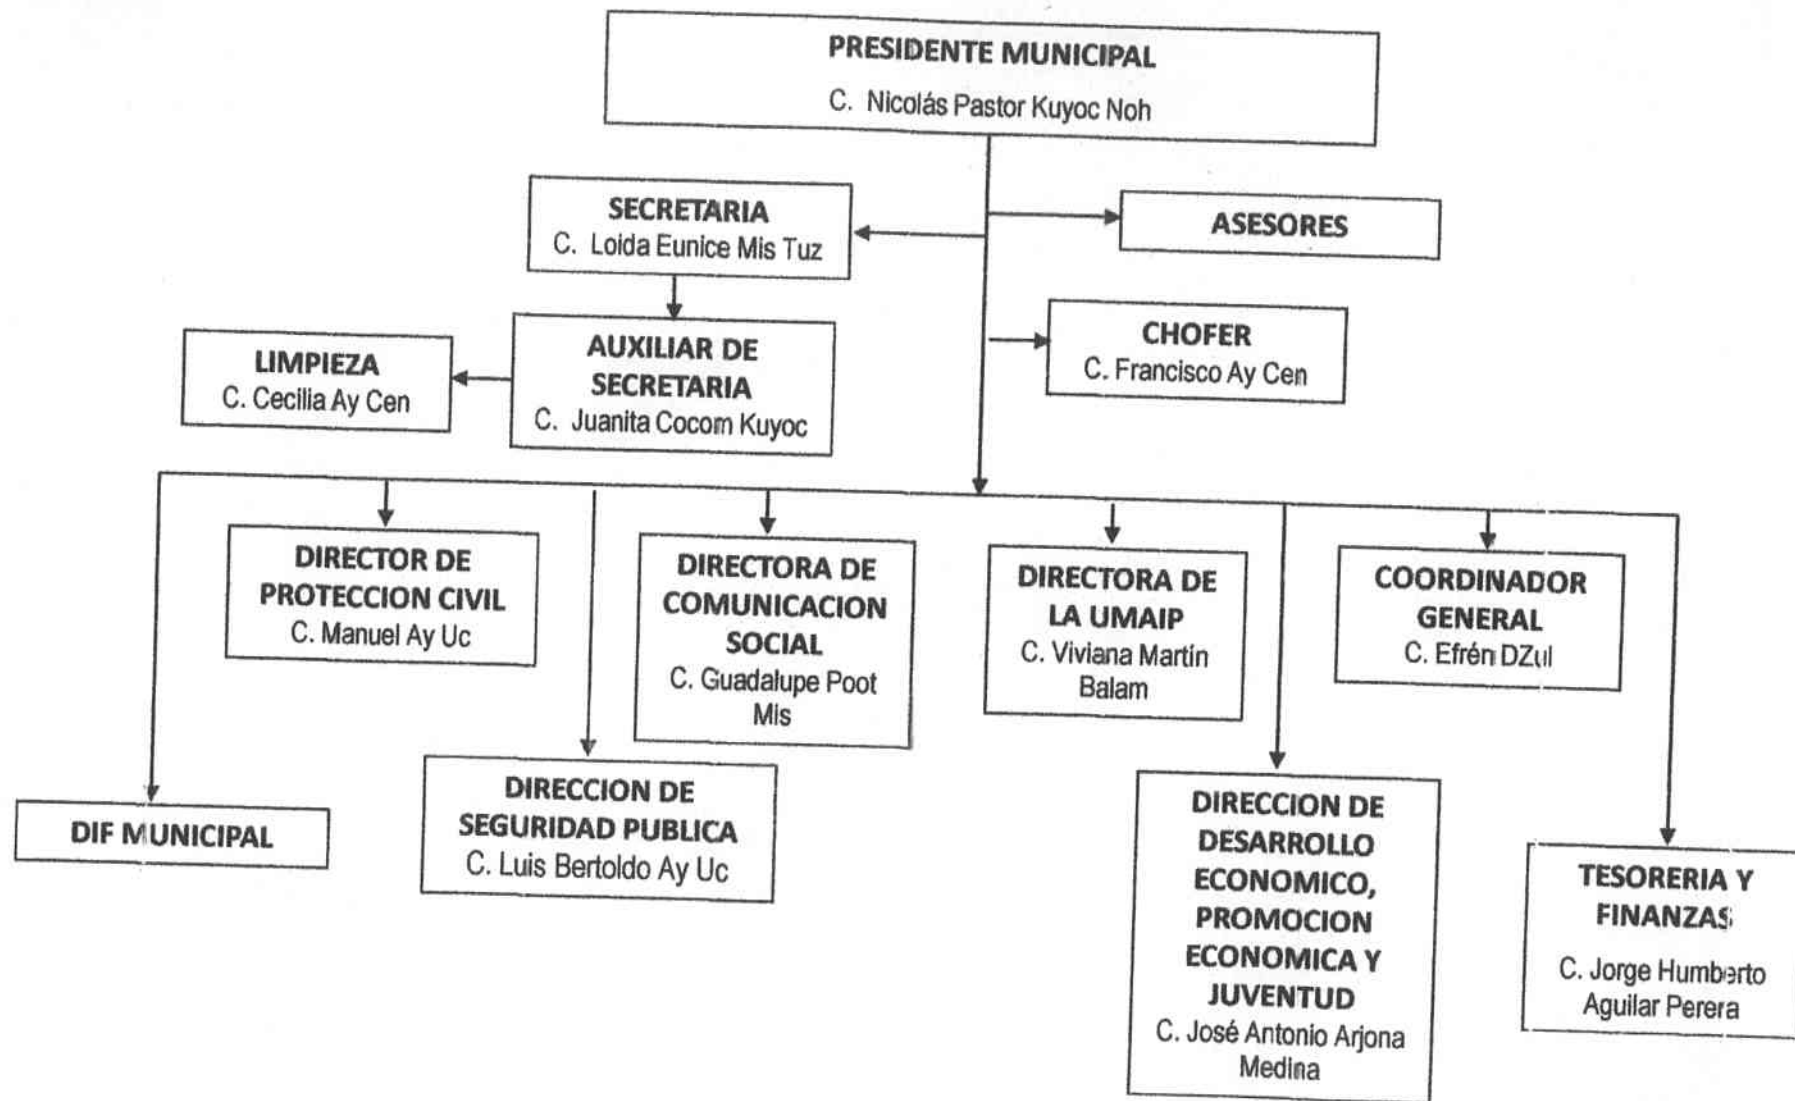 PRESIDENTE MUNICIPAL
C. Nicolás Pastor Kuyoc Noh
SECRETARIA
C. Loida Eunice Mis Tuz
ASESORES
LIMPIEZA
C. Cecilia Ay Cen
AUXILIAR DE
SECRETARIA
C. Juanita Cocom Kuyoc
CHOFER
C. Francisco Ay Cen
DIRECTOR DE
PROTECCION CIVIL
C. Manuel Ay Uc
DIRECTORA DE
COMUNICACION
SOCIAL
C. Guadalupe Poot
Mis
DIRECTORA DE
LA UMAIP
C. Viviana Martin
Balam
COORDINADOR
GENERAL
C. Efrén DZul
DIF MUNICIPAL
DIRECCION DE
SEGURIDAD PUBLICA
C. Luis Bertoldo Ay Uc
DIRECCION DE
DESARROLLO
ECONOMICO,
PROMOCION
ECONOMICA Y
JUVENTUD
C. José Antonio Arjona
Medina
TESORERIA Y
FINANZAS
C. Jorge Humberto
Aguilar Perera